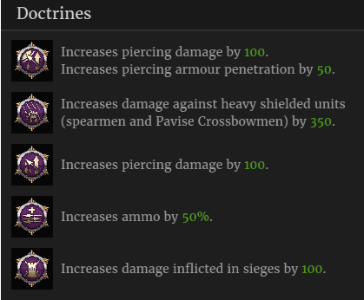 Doctrines
Increases piercing damage by 100.
Increases piercing armour penetration by 50.
Increases damage against heavy shielded units
(spearmen and Pavise Crossbowmen) by 350.
Increases piercing damage by 100.
Increases ammo by 50%.
Increases damage inflicted in sieges by 100.